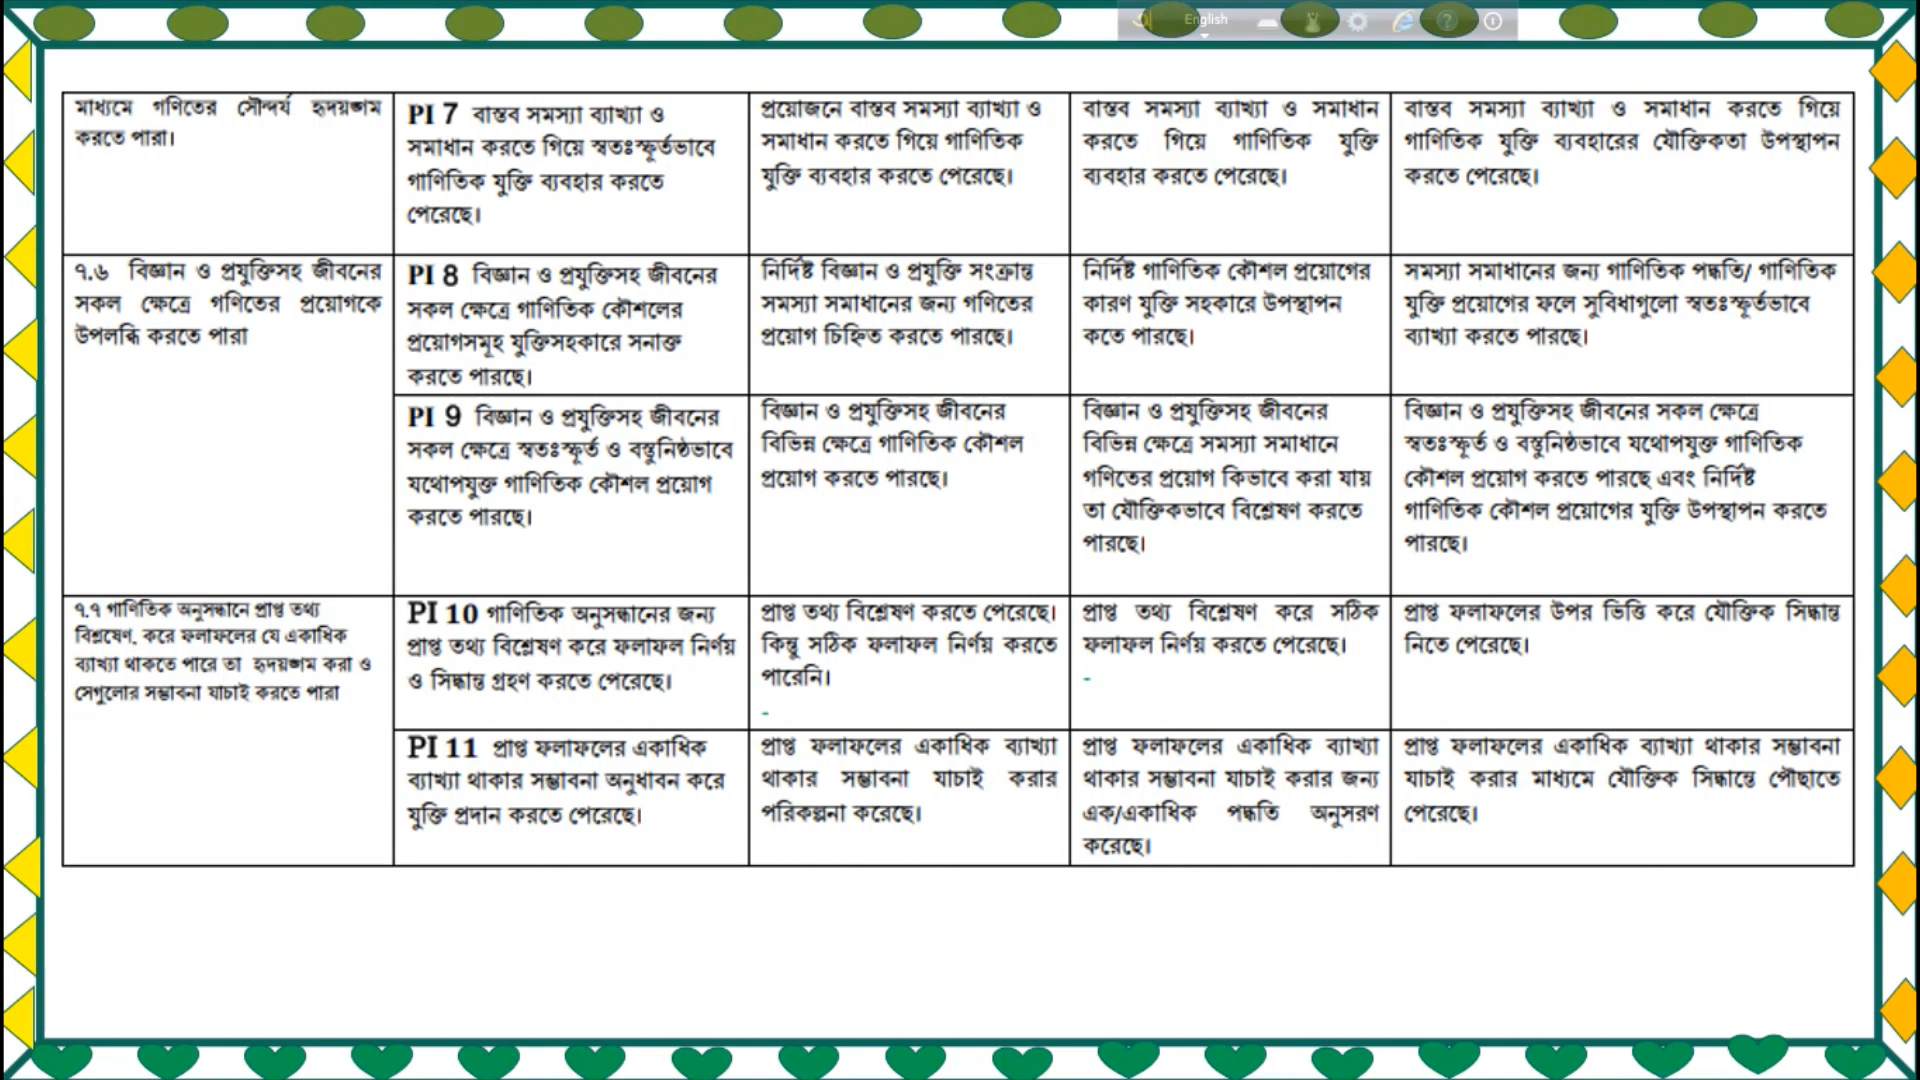 English
মাধ্যমে গণিতের সৌন্দর্য হৃদয়ঙ্গম
করতে পারা।
PI 7 বাস্তব সমস্যা ব্যাখ্যা ও
সমাধান করতে গিয়ে স্বতঃস্ফূর্তভাবে
গাণিতিক যুক্তি ব্যবহার করতে
পেরেছে।
প্রয়োজনে বাস্তব সমস্যা ব্যাখ্যা ও
সমাধান করতে গিয়ে গাণিতিক
যুক্তি ব্যবহার করতে পেরেছে।
বাস্তব সমস্যা ব্যাখ্যা ও সমাধান
করতে গিয়ে গাণিতিক যুক্তি
ব্যবহার করতে পেরেছে।
বাস্তব সমস্যা ব্যাখ্যা ও সমাধান করতে গিয়ে
গাণিতিক যুক্তি ব্যবহারের যৌক্তিকতা উপস্থাপন
করতে পেরেছে।
৭.৬ বিজ্ঞান ও প্রযুক্তিসহ জীবনের
সকল ক্ষেত্রে গণিতের প্রয়োগকে
উপলব্ধি করতে পারা
PI 8 বিজ্ঞান ও প্রযুক্তিসহ জীবনের
সকল ক্ষেত্রে গাণিতিক কৌশলের
প্রয়োগসমূহ যুক্তিসহকারে সনাক্ত
করতে পারছে।
নির্দিষ্ট বিজ্ঞান ও প্রযুক্তি সংক্রান্ত
সমস্যা সমাধানের জন্য গণিতের
প্রয়োগ চিহ্নিত করতে পারছে।
নির্দিষ্ট গাণিতিক কৌশল প্রয়োগের
কারণ যুক্তি সহকারে উপস্থাপন
কতে পারছে।
সমস্যা সমাধানের জন্য গাণিতিক পদ্ধতি/ গাণিতিক
যুক্তি প্রয়োগের ফলে সুবিধাগুলো স্বতঃস্ফূর্তভাবে
ব্যাখ্যা করতে পারছে।
PI 9 বিজ্ঞান ও প্রযুক্তিসহ জীবনের
সকল ক্ষেত্রে স্বতঃস্ফূর্ত ও বস্তুনিষ্ঠভাবে
যথোপযুক্ত গাণিতিক কৌশল প্রয়োগ
করতে পারছে।
বিজ্ঞান ও প্রযুক্তিসহ জীবনের
বিভিন্ন ক্ষেত্রে গাণিতিক কৌশল
প্রয়োগ করতে পারছে।
বিজ্ঞান ও প্রযুক্তিসহ জীবনের
বিভিন্ন ক্ষেত্রে সমস্যা সমাধানে
গণিতের প্রয়োগ কিভাবে করা যায়
তা যৌক্তিকভাবে বিশ্লেষণ করতে
পারছে।
বিজ্ঞান ও প্রযুক্তিসহ জীবনের সকল ক্ষেত্রে
স্বতঃস্ফূর্ত ও বস্তুনিষ্ঠভাবে যথোপযুক্ত গাণিতিক
কৌশল প্রয়োগ করতে পারছে এবং নির্দিষ্ট
গাণিতিক কৌশল প্রয়োগের যুক্তি উপস্থাপন করতে
পারছে।
৭.৭ গাণিতিক অনুসন্ধানে প্রাপ্ত তথ্য
বিশ্লষেণ, করে ফলাফলের যে একাধিক
ব্যাখ্যা থাকতে পারে তা হৃদয়ঙ্গম করা ও
সেগুলোর সম্ভাবনা যাচাই করতে পারা
PI 10 গাণিতিক অনুসন্ধানের জন্য
প্রাপ্ত তথ্য বিশ্লেষণ করে ফলাফল নির্ণয়
ও সিদ্ধান্ত গ্রহণ করতে পেরেছে।
প্রাপ্ত তথ্য বিশ্লেষণ করতে পেরেছে।
কিন্তু সঠিক ফলাফল নির্ণয় করতে
পারেনি।
-
প্রাপ্ত তথ্য বিশ্লেষণ করে সঠিক
ফলাফল নির্ণয় করতে পেরেছে।
-
প্রাপ্ত ফলাফলের উপর ভিত্তি করে যৌক্তিক সিদ্ধান্ত
নিতে পেরেছে।
PI 11 প্রাপ্ত ফলাফলের একাধিক
ব্যাখ্যা থাকার সম্ভাবনা অনুধাবন করে
যুক্তি প্রদান করতে পেরেছে।
প্রাপ্ত ফলাফলের একাধিক ব্যাখ্যা
থাকার সম্ভাবনা যাচাই করার
পরিকল্পনা করেছে।
প্রাপ্ত ফলাফলের একাধিক ব্যাখ্যা
থাকার সম্ভাবনা যাচাই করার জন্য
এক/একাধিক পদ্ধতি অনুসরণ
করেছে।
প্রাপ্ত ফলাফলের একাধিক ব্যাখ্যা থাকার সম্ভাবনা
যাচাই করার মাধ্যমে যৌক্তিক সিদ্ধান্তে পৌছাতে
পেরেছে।